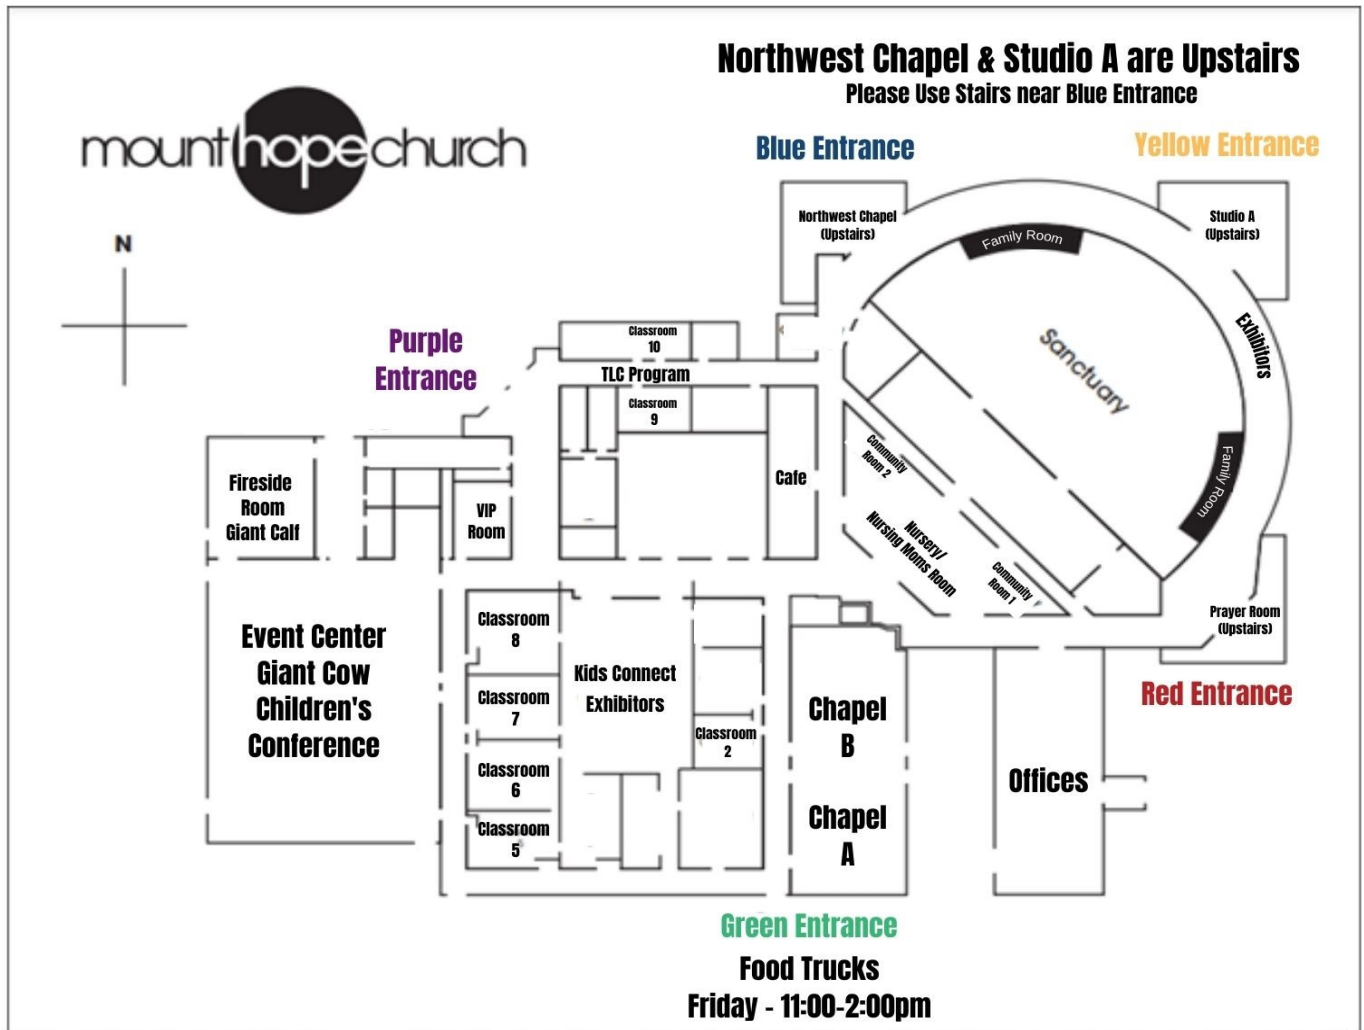 Northwest Chapel & Studio A are Upstairs
Please Use Stairs near Blue Entrance
mounthopechurch
Blue Entrance
Yellow Entrance
N
Northwest Chapel
(Upstairs)
Family Room
Studio A
(Upstairs)
Purple
Entrance
Classroom
10
TLC Program
Classroom
9
Sanctuary
Exhibitors
Fireside
Room
Giant Calf
VIP
Room
Cafe
Community
Room 2
Family Room
Nursery/
Nursing Moms Room
Community
Room 1
Prayer Room
(Upstairs)
Event Center
Giant Cow
Children's
Conference
Classroom
8
Kids Connect
Exhibitors
Classroom
7
Classroom
2
Chapel
B
Red Entrance
Classroom
6
Offices
Classroom
5
Chapel
A
Green Entrance
Food Trucks
Friday - 11:00-2:00pm